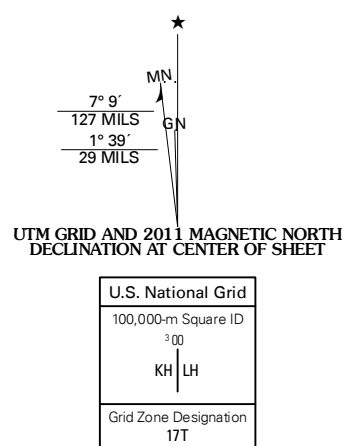 ★
MN
7° 9´
127 MILS
GN
1° 39´
29 MILS
UTM GRID AND 2011 MAGNETIC NORTH
DECLINATION AT CENTER OF SHEET
U.S. National Grid
100,000-m Square ID
³00
KH LH
Grid Zone Designation
17T